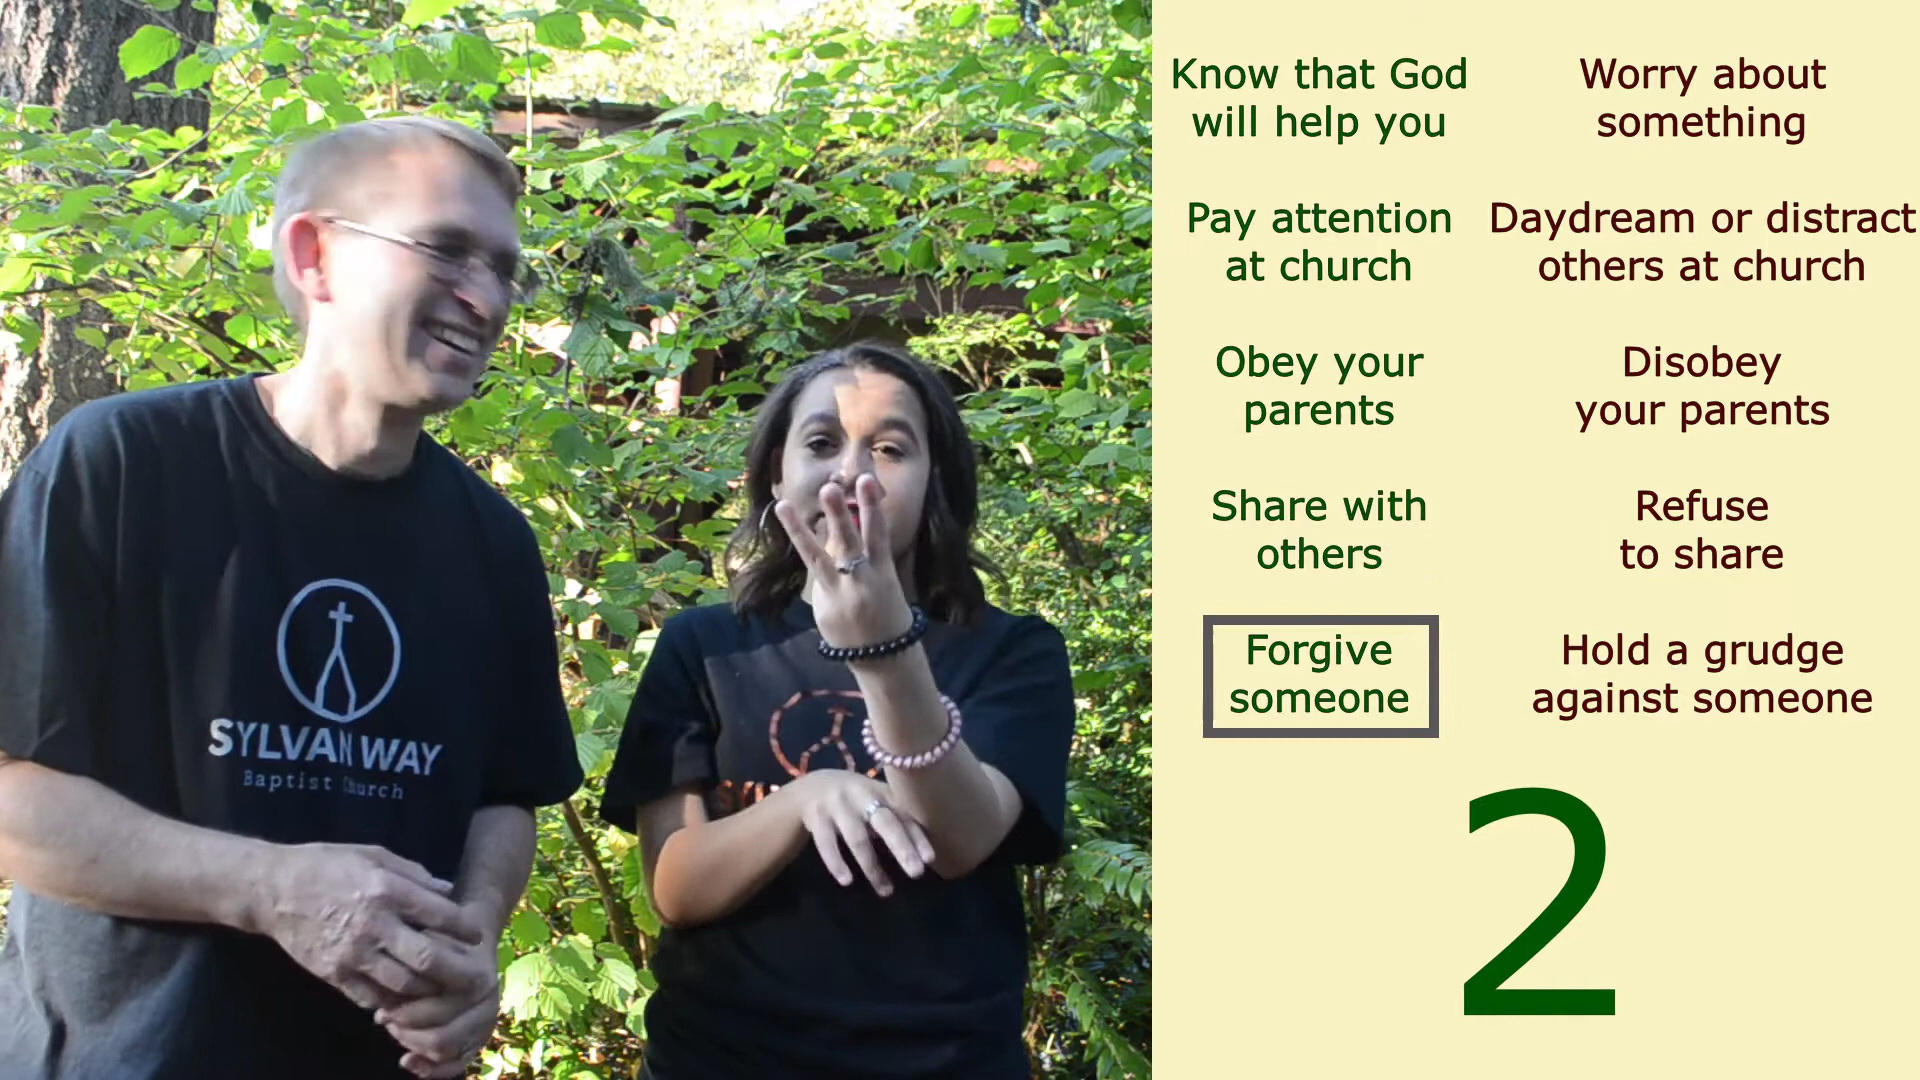 Know that God
will help you
Worry about
something
Pay attention
at church
Daydream or distract
others at church
Obey your
parents
Disobey
your parents
Share with
others
Refuse
to share
Forgive
someone
Hold a grudge
against someone
2
SYLVAN WAY
Baptist Church